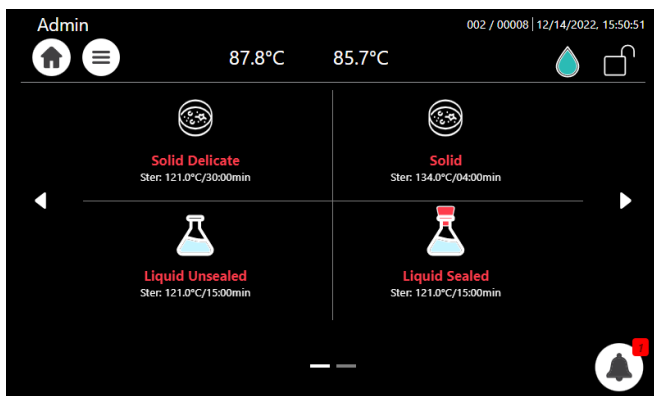 Admin
002 / 00008 | 12/14/2022, 15:50:51
87.8°C 85.7°C
Solid Delicate
Ster: 121.0°C/30:00min
Solid
Ster: 134.0°C/04:00min
Liquid Unsealed
Ster: 121.0°C/15:00min
Liquid Sealed
Ster: 121.0°C/15:00min
1